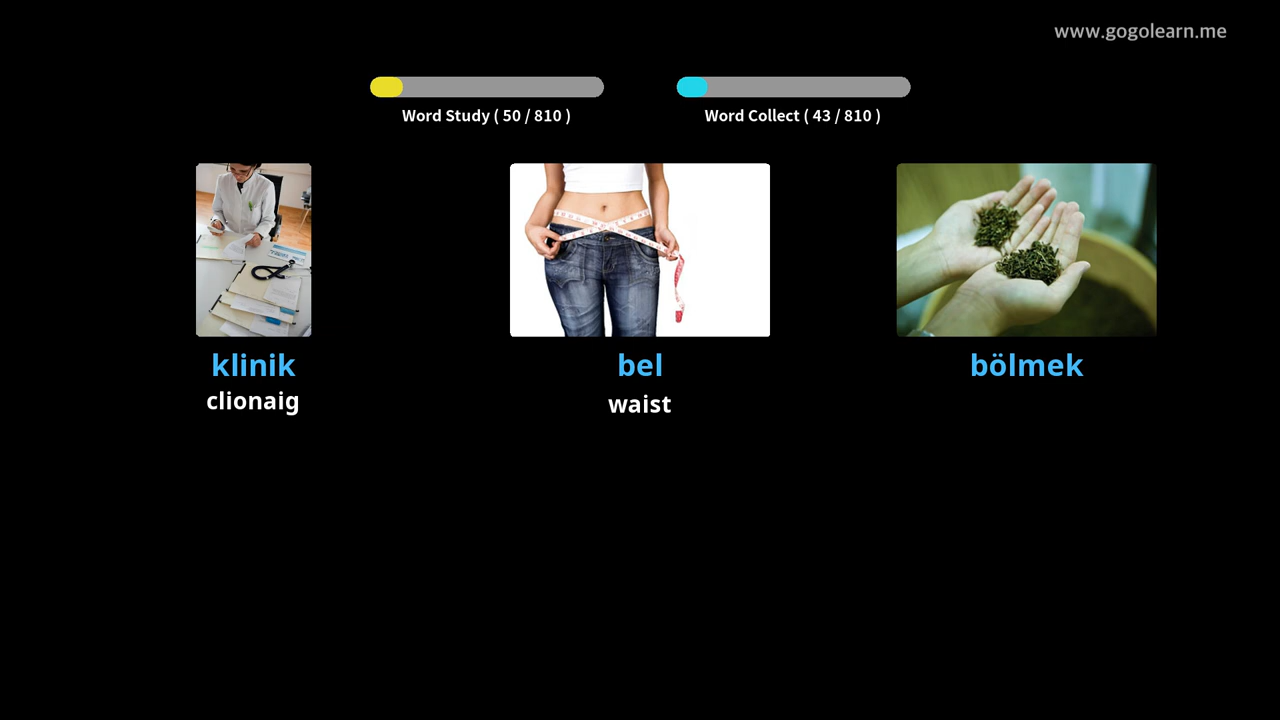 www.gogolearn.me
Word Study ( 50 / 810 )
Word Collect ( 43 / 810 )
klinik
clionaig
bel
waist
bölmek